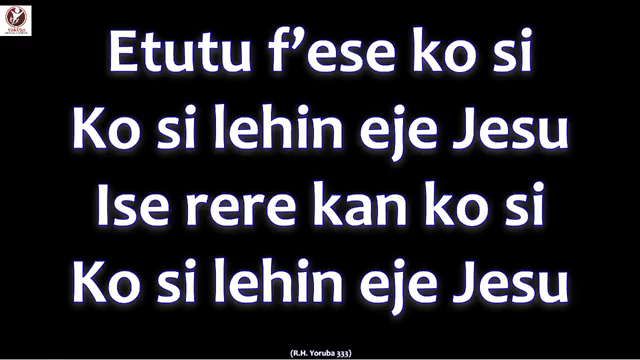 Etutu f’ese ko si
Ko si lehin eje Jesu
Ise rere kan ko si
Ko si lehin eje Jesu
(R.H. Yoruba 333)